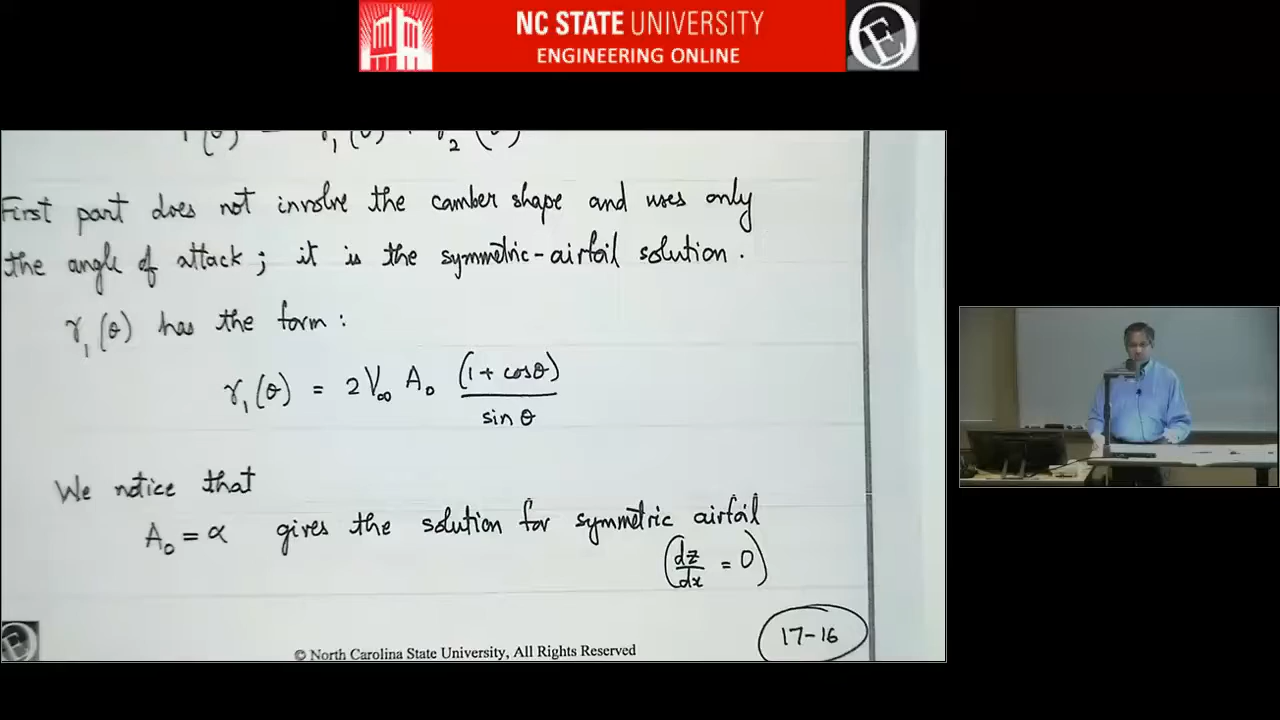 NC STATE UNIVERSITY
ENGINEERING ONLINE
First part does not involve the camber shape and uses only
the angle of attack; it is the symmetric-airfoil solution.
γ₁(θ) has the form:
γ₁(θ) = 2V∞ A₀ (1+ cosθ) / sin θ
We notice that
A₀ = α gives the solution for symmetric airfoil
(dz/dx = 0)
17-16
© North Carolina State University, All Rights Reserved